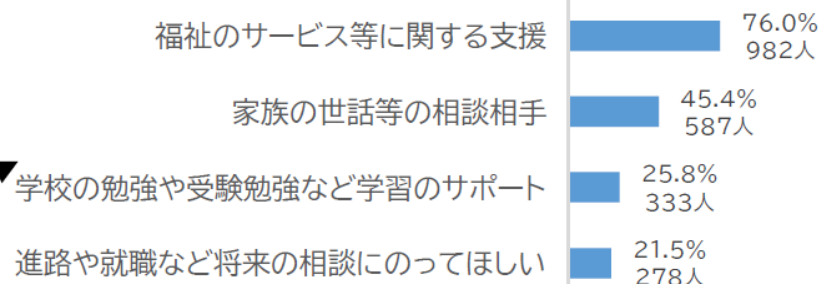 福祉のサービス等に関する支援
76.0%
982人
家族の世話等の相談相手
45.4%
587人
学校の勉強や受験勉強など学習のサポート
25.8%
333人
進路や就職など将来の相談にのってほしい
21.5%
278人